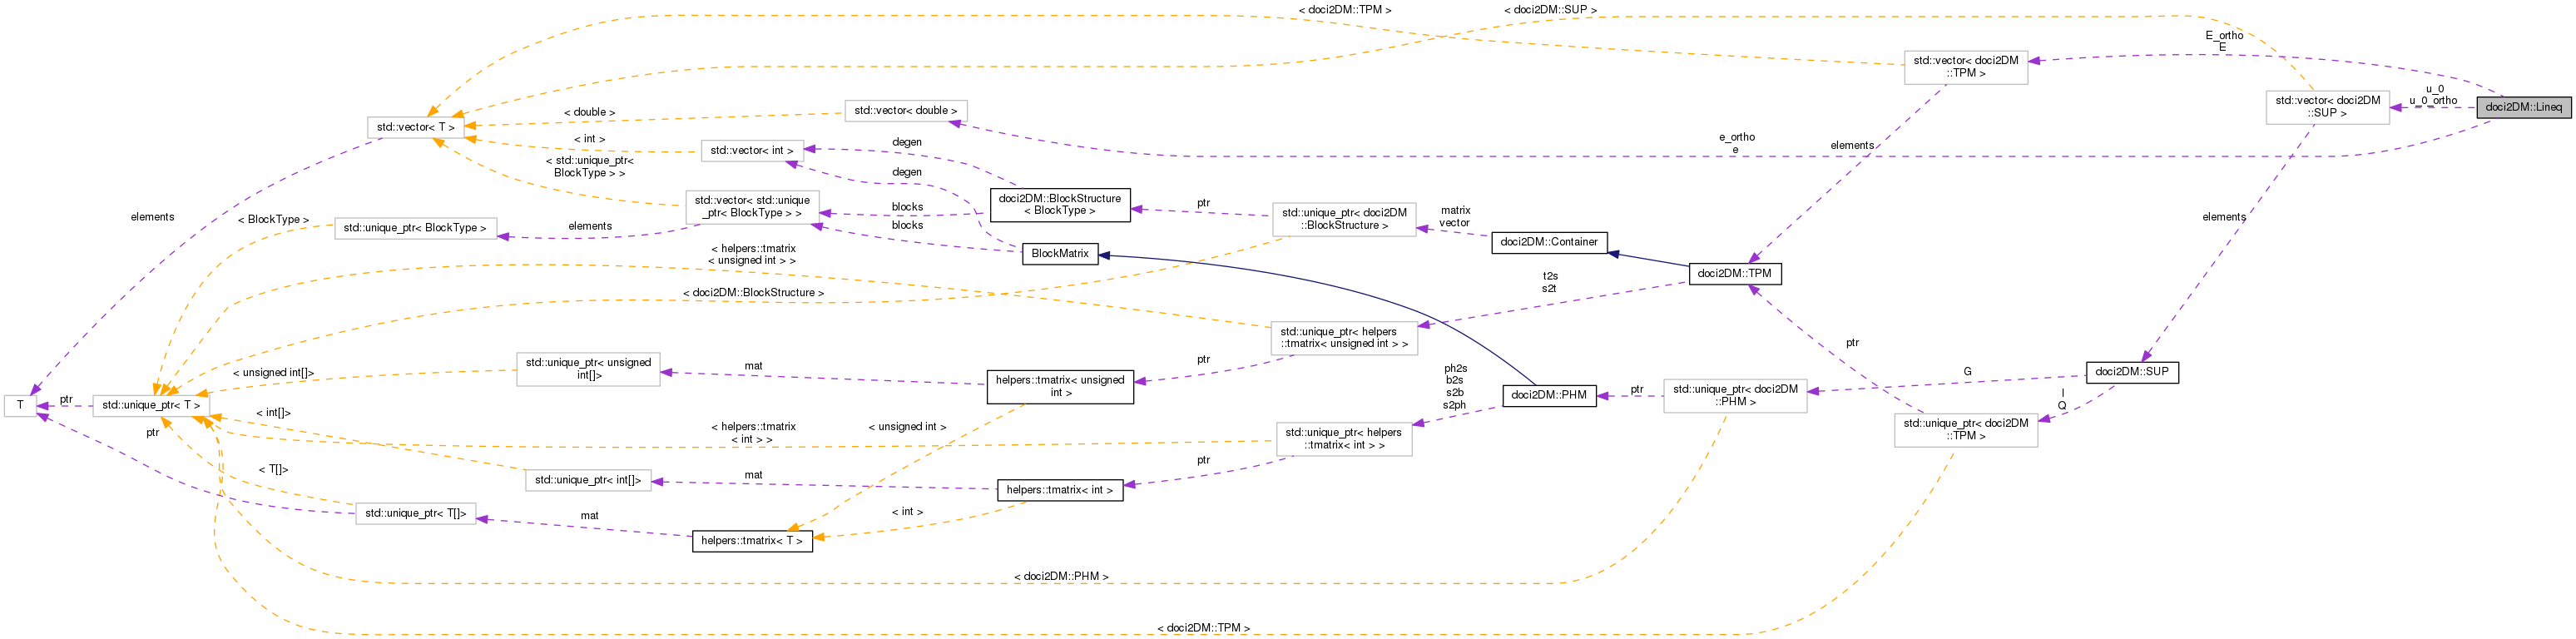 < doci2DM::TPM >
< doci2DM::SUP >
E_ortho
E
std::vector< doci2DM
::TPM >
u_0
u_0_ortho
std::vector< doci2DM
::SUP >
doci2DM::Lineq
< double >
std::vector< double >
std::vector< T >
< int >
std::vector< int >
degen
e_ortho
e
elements
< std::unique_ptr<
BlockType > >
degen
std::vector< std::unique
_ptr< BlockType > >
blocks
doci2DM::BlockStructure
< BlockType >
ptr
std::unique_ptr< doci2DM
::BlockStructure >
matrix
vector
elements
elements
< BlockType >
std::unique_ptr< BlockType >
elements
blocks
doci2DM::Container
BlockMatrix
< helpers::tmatrix
< unsigned int > >
doci2DM::TPM
t2s
s2t
< doci2DM::BlockStructure >
std::unique_ptr< helpers
::tmatrix< unsigned int > >
ptr
ptr
< unsigned int[]>
std::unique_ptr< unsigned
int[]>
mat
helpers::tmatrix< unsigned
int >
ph2s
b2s
s2b
s2ph
doci2DM::PHM
ptr
std::unique_ptr< doci2DM
::PHM >
G
doci2DM::SUP
I
Q
T
ptr
std::unique_ptr< T >
< int[]>
ptr
< helpers::tmatrix
< int > >
< unsigned int >
std::unique_ptr< helpers
::tmatrix< int > >
std::unique_ptr< doci2DM
::TPM >
< T[]>
std::unique_ptr< int[]>
mat
ptr
helpers::tmatrix< int >
std::unique_ptr< T[]>
mat
< int >
helpers::tmatrix< T >
< doci2DM::PHM >
< doci2DM::TPM >